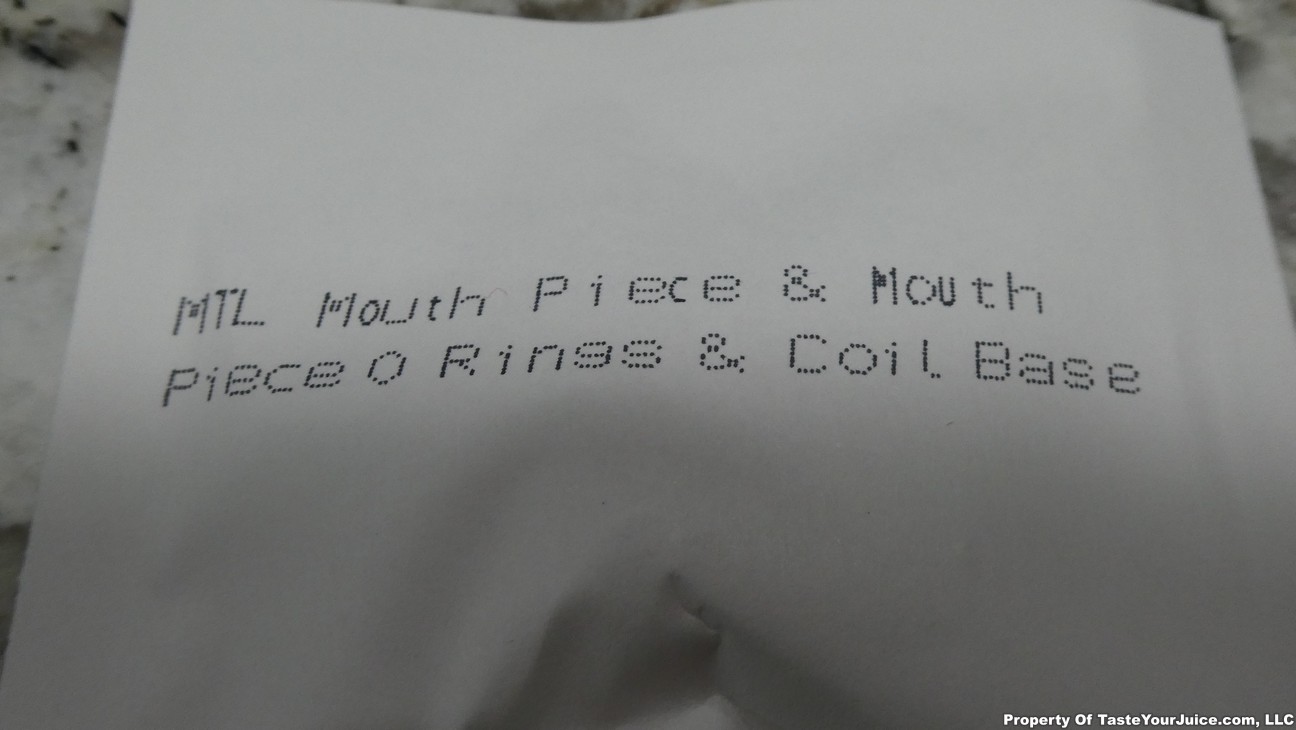 MTL Mouth Piece & Mouth
Piece O Rings & Coil Base
Property Of TasteYourJuice.com, LLC